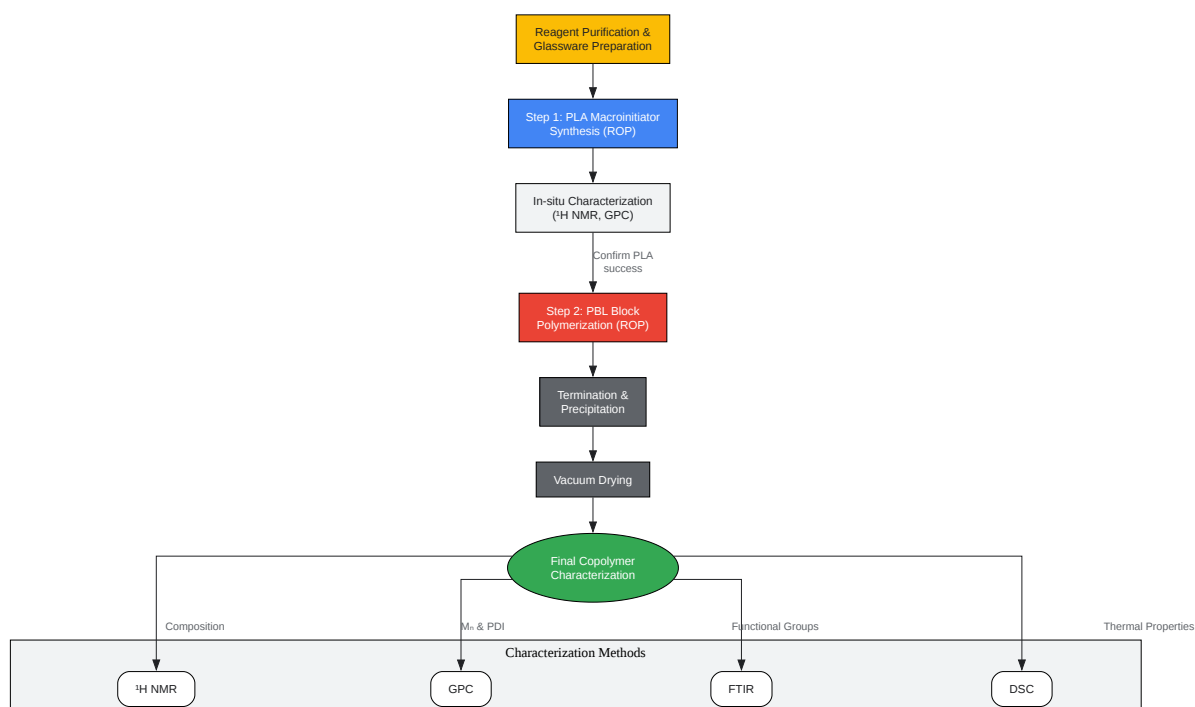 Reagent Purification &
Glassware Preparation
Step 1: PLA Macroinitiator
Synthesis (ROP)
In-situ Characterization
(¹H NMR, GPC)
Confirm PLA
success
Step 2: PBL Block
Polymerization (ROP)
Termination &
Precipitation
Vacuum Drying
Final Copolymer
Characterization
Composition
Mₙ & PDI
Functional Groups
Thermal Properties
Characterization Methods
¹H NMR
GPC
FTIR
DSC